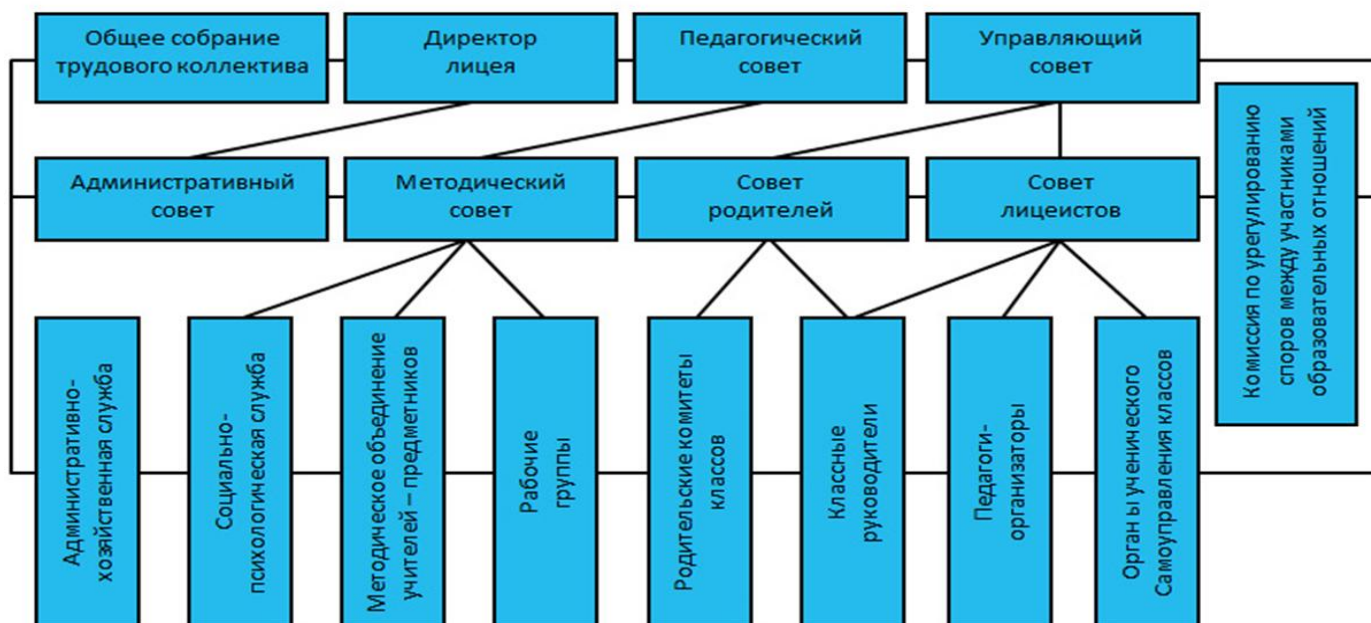 Общее собрание
трудового коллектива
Директор
лицея
Педагогический
совет
Управляющий
совет
Комиссия по урегулированию
споров между участниками
образовательных отношений
Административный
совет
Методический
совет
Совет
родителей
Совет
лицеистов
Административно-
хозяйственная служба
Социально-
психологическая служба
Методическое объединение
учителей – предметников
Рабочие
группы
Родительские комитеты
классов
Классные
руководители
Педагоги-
организаторы
Органы ученического
Самоуправления классов